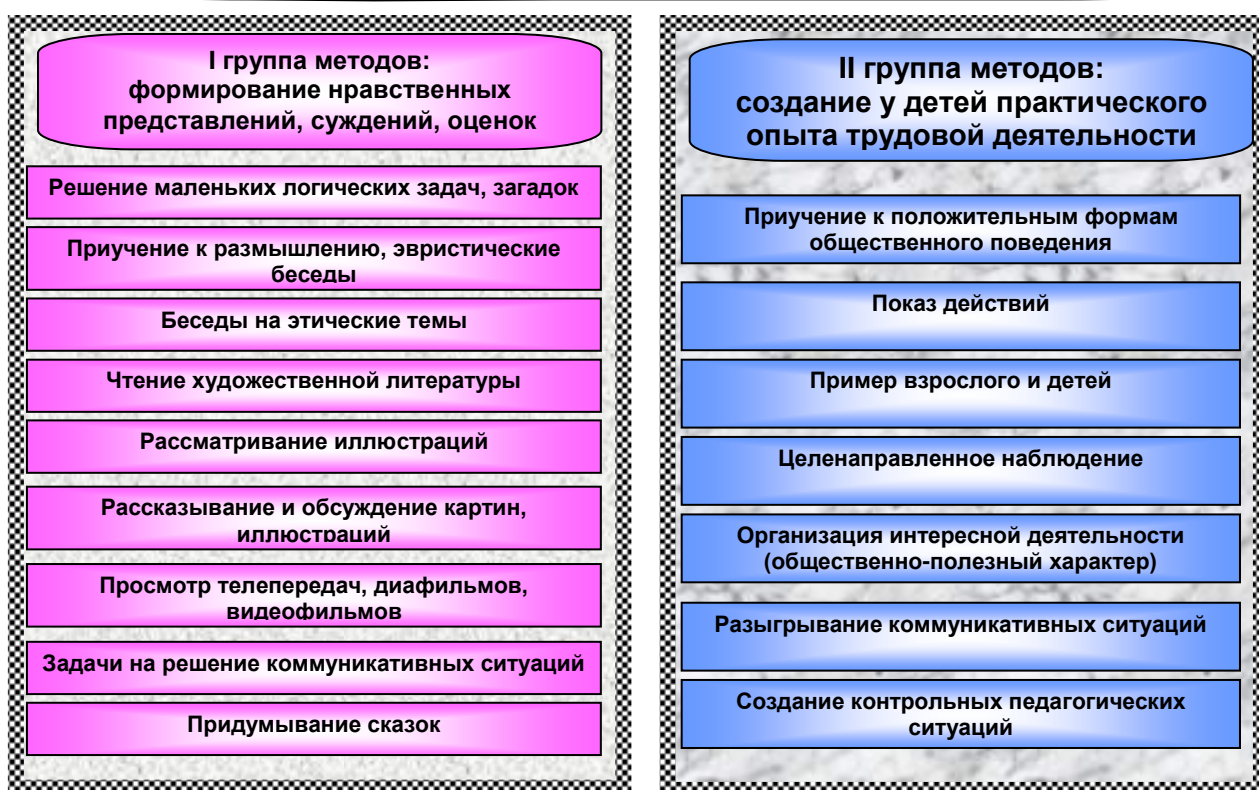 I группа методов:
формирование нравственных
представлений, суждений, оценок
Решение маленьких логических задач, загадок
Приучение к размышлению, эвристические
беседы
Беседы на этические темы
Чтение художественной литературы
Рассматривание иллюстраций
Рассказывание и обсуждение картин,
иллюстраций
Просмотр телепередач, диафильмов,
видеофильмов
Задачи на решение коммуникативных ситуаций
Придумывание сказок
II группа методов:
создание у детей практического
опыта трудовой деятельности
Приучение к положительным формам
общественного поведения
Показ действий
Пример взрослого и детей
Целенаправленное наблюдение
Организация интересной деятельности
(общественно-полезный характер)
Разыгрывание коммуникативных ситуаций
Создание контрольных педагогических
ситуаций